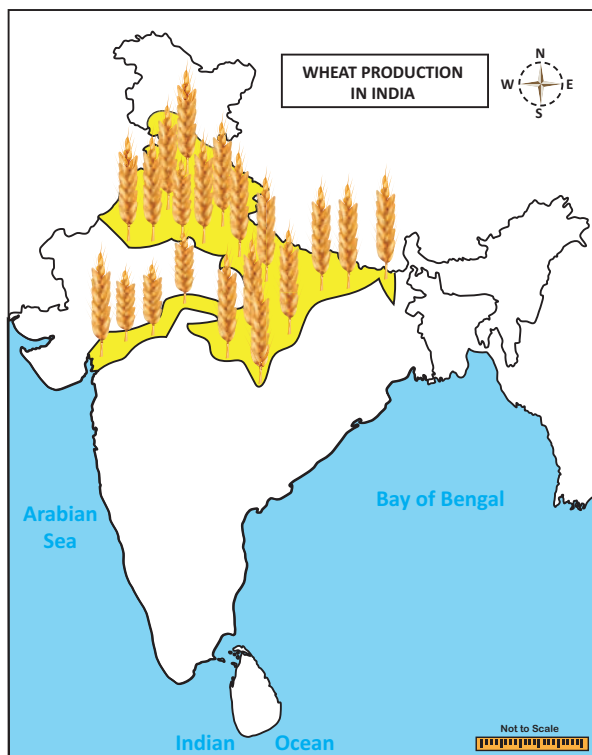 WHEAT PRODUCTION
IN INDIA
N
W
E
S
Arabian
Sea
Bay of Bengal
Indian Ocean
Not to Scale